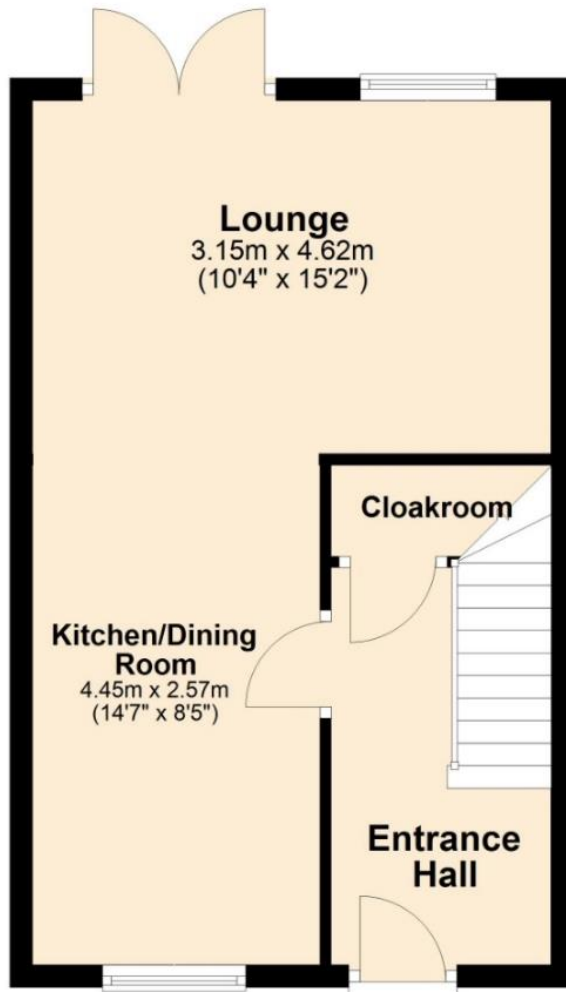 Lounge
3.15m x 4.62m
(10'4" x 15'2")
Cloakroom
Kitchen/Dining
Room
4.45m x 2.57m
(14'7" x 8'5")
Entrance
Hall